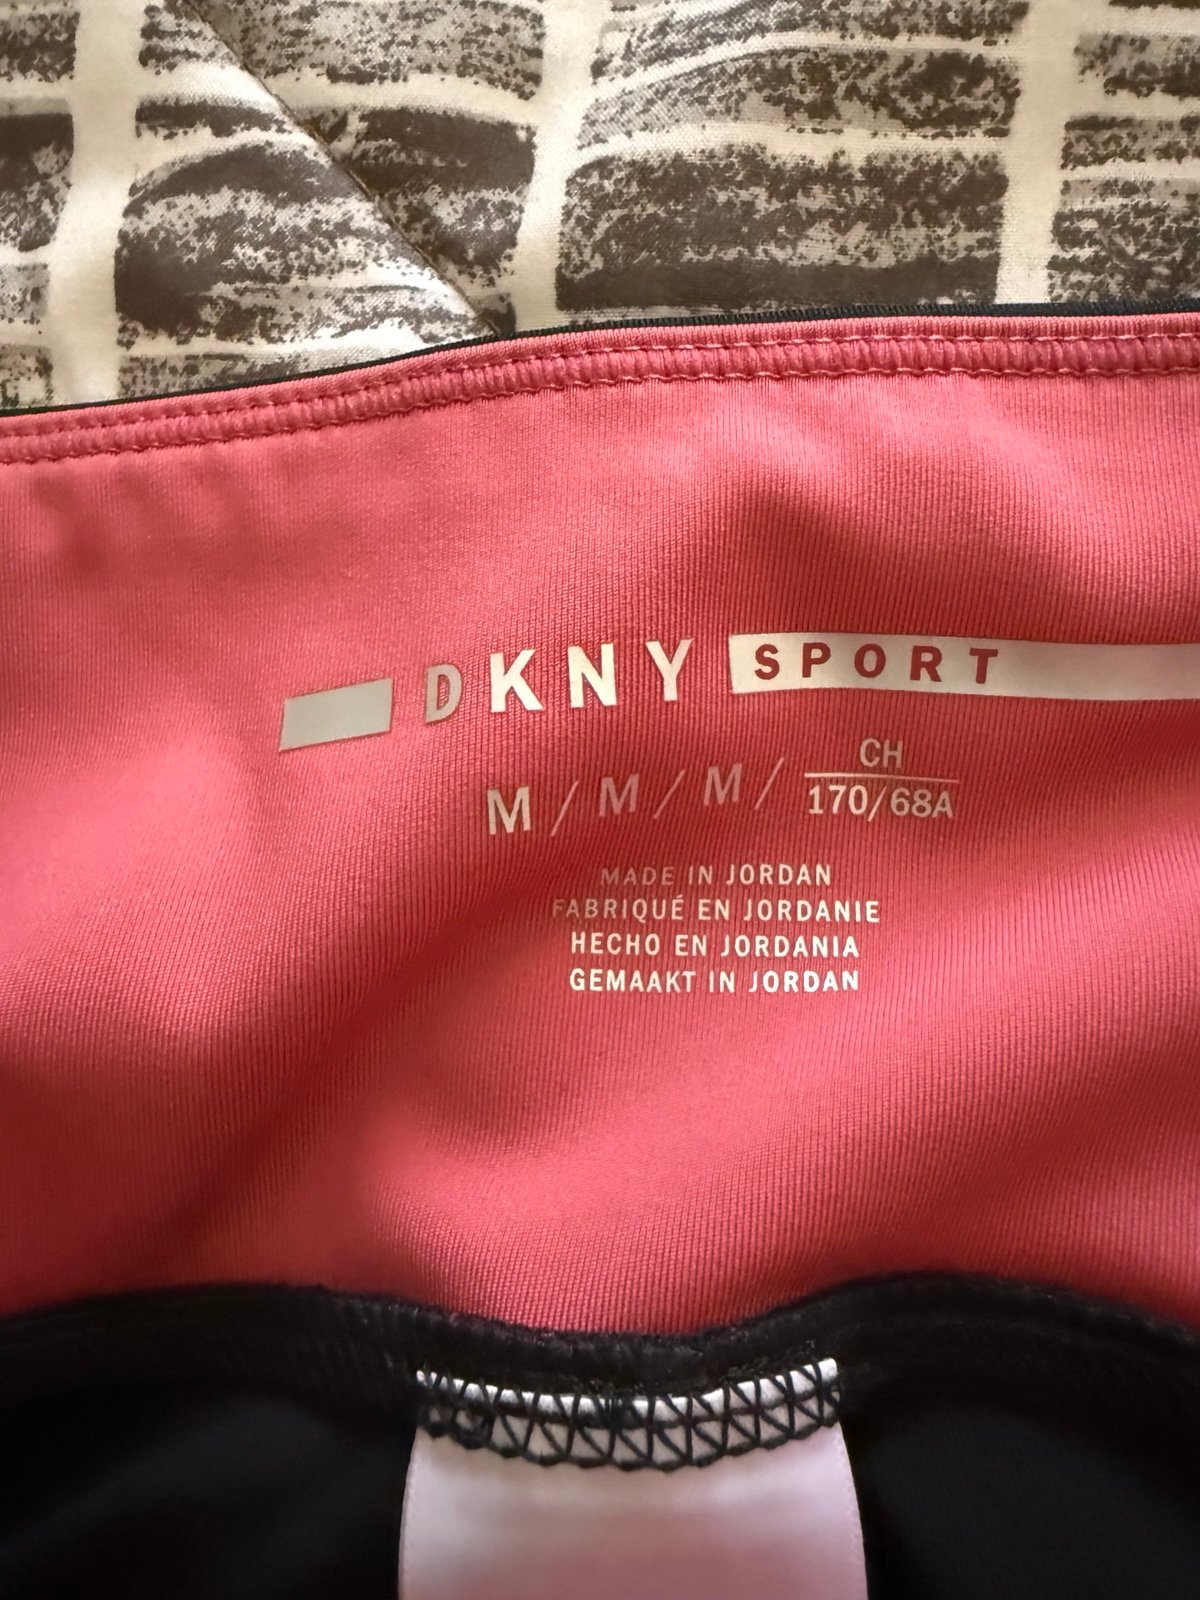 DKNY SPORT
M / M / M / CH
170/68A
MADE IN JORDAN
FABRIQUÉ EN JORDANIE
HECHO EN JORDANIA
GEMAAKT IN JORDAN